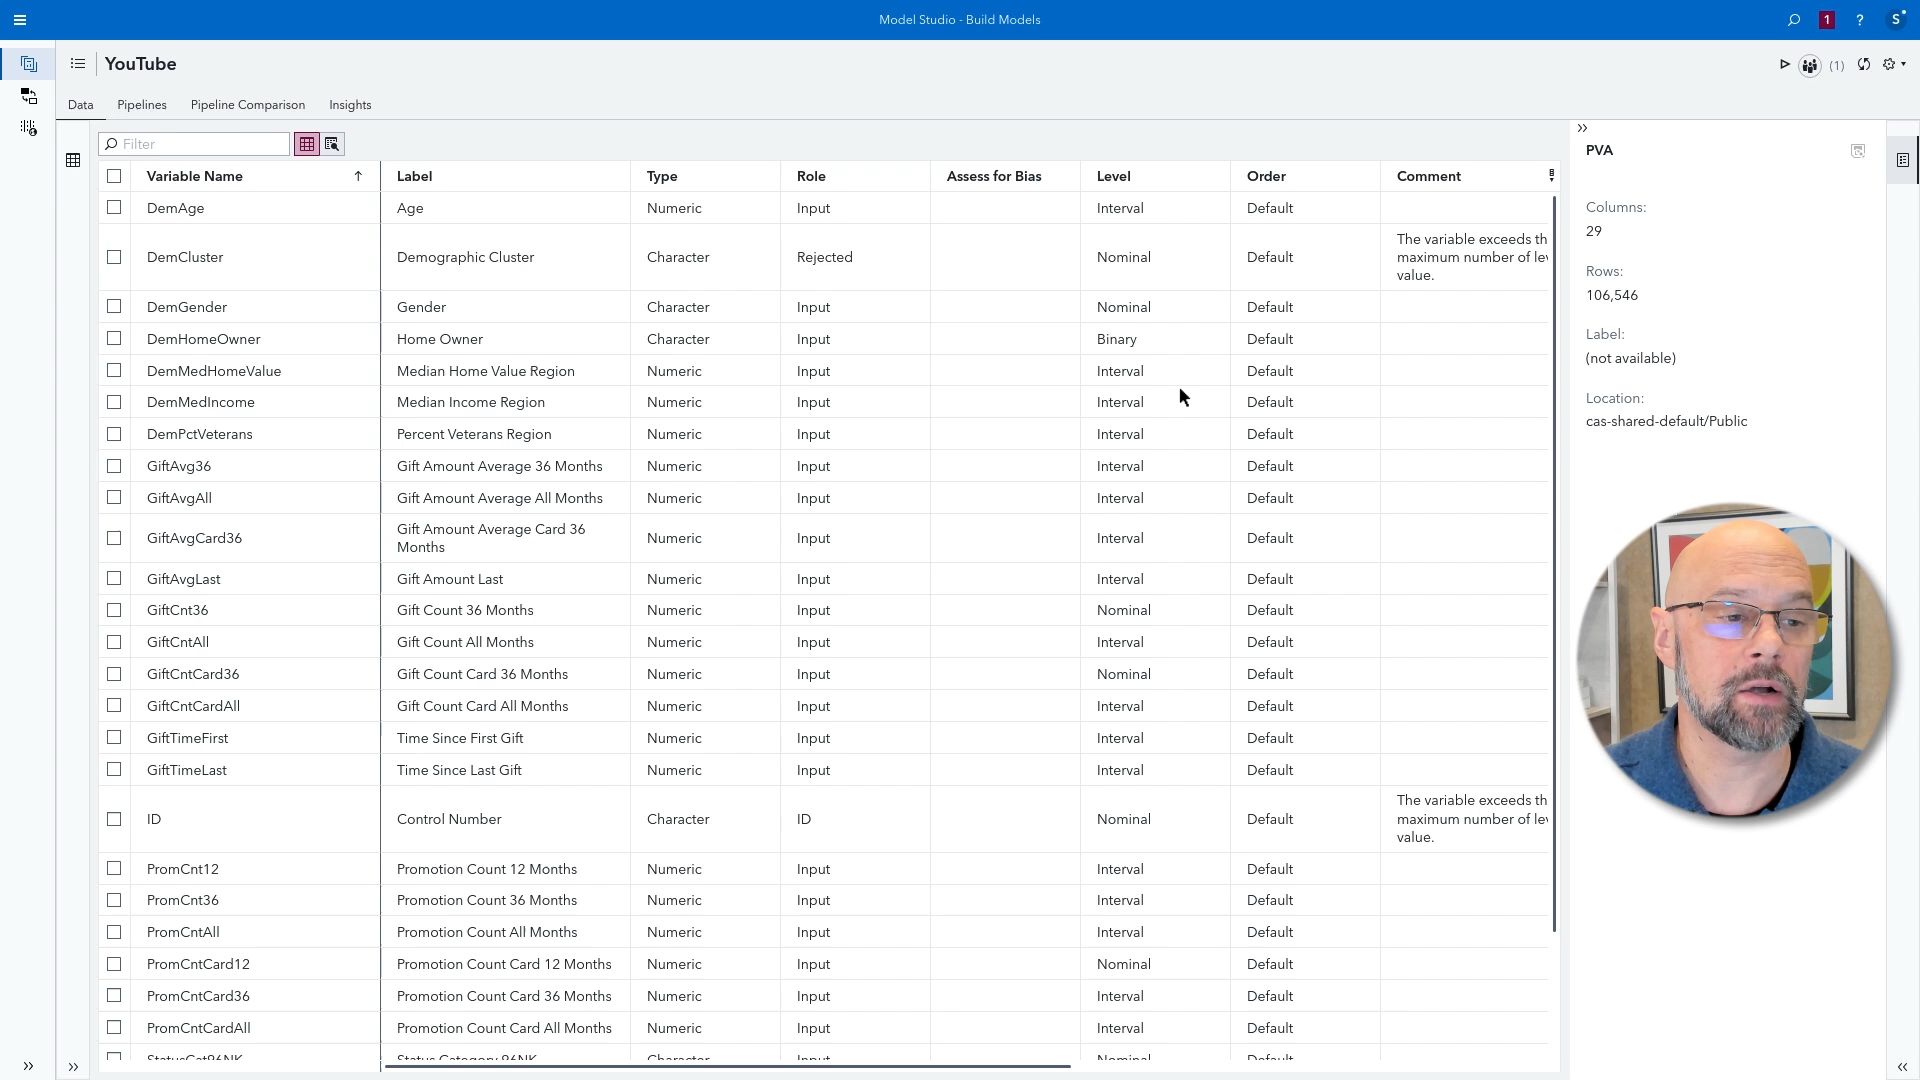 Model Studio - Build Models
1
?
S
YouTube
(1)
Data
Pipelines
Pipeline Comparison
Insights
Filter
Variable Name Label Type Role Assess for Bias Level Order Comment
DemAge Age Numeric Input Interval Default
DemCluster Demographic Cluster Character Rejected Nominal Default
The variable exceeds th
maximum number of lev
value.
DemGender Gender Character Input Nominal Default
DemHomeOwner Home Owner Character Input Binary Default
DemMedHomeValue Median Home Value Region Numeric Input Interval Default
DemMedIncome Median Income Region Numeric Input Interval Default
DemPctVeterans Percent Veterans Region Numeric Input Interval Default
GiftAvg36 Gift Amount Average 36 Months Numeric Input Interval Default
GiftAvgAll Gift Amount Average All Months Numeric Input Interval Default
GiftAvgCard36 Gift Amount Average Card 36
Months Numeric Input Interval Default
GiftAvgLast Gift Amount Last Numeric Input Interval Default
GiftCnt36 Gift Count 36 Months Numeric Input Nominal Default
GiftCntAll Gift Count All Months Numeric Input Interval Default
GiftCntCard36 Gift Count Card 36 Months Numeric Input Nominal Default
GiftCntCardAll Gift Count Card All Months Numeric Input Interval Default
GiftTimeFirst Time Since First Gift Numeric Input Interval Default
GiftTimeLast Time Since Last Gift Numeric Input Interval Default
ID Control Number Character ID Nominal Default
The variable exceeds th
maximum number of lev
value.
PromCnt12 Promotion Count 12 Months Numeric Input Interval Default
PromCnt36 Promotion Count 36 Months Numeric Input Interval Default
PromCntAll Promotion Count All Months Numeric Input Interval Default
PromCntCard12 Promotion Count Card 12 Months Numeric Input Nominal Default
PromCntCard36 Promotion Count Card 36 Months Numeric Input Interval Default
PromCntCardAll Promotion Count Card All Months Numeric Input Interval Default
StatusCat96NK Status Category 96NK Character Input Nominal Default
PVA
Columns:
29
Rows:
106,546
Label:
(not available)
Location:
cas-shared-default/Public